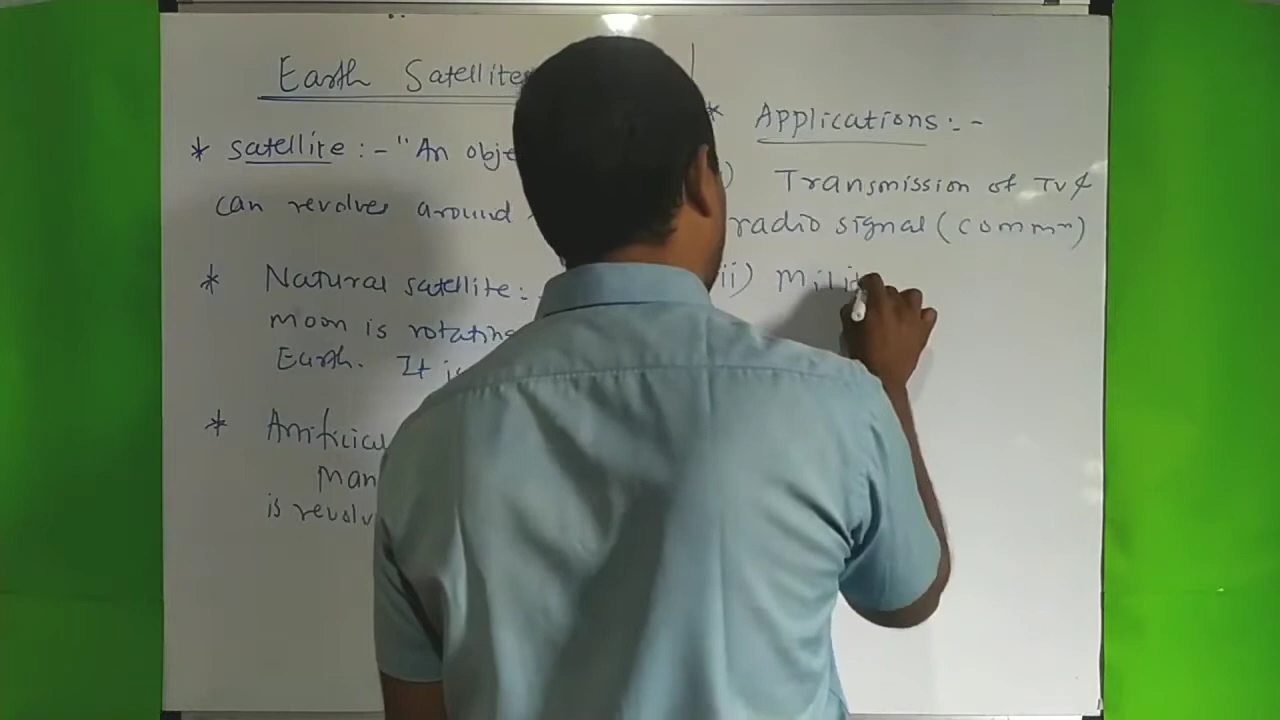 Earth Satellites
* Satellite :- "An obje
can revolves around
* Natural satellite :-
moon is rotating
Earth. It is
* Artificial
Man
is revolv
* Applications :-
) Transmission of TV &
radio signal (commn)
ii) Milit